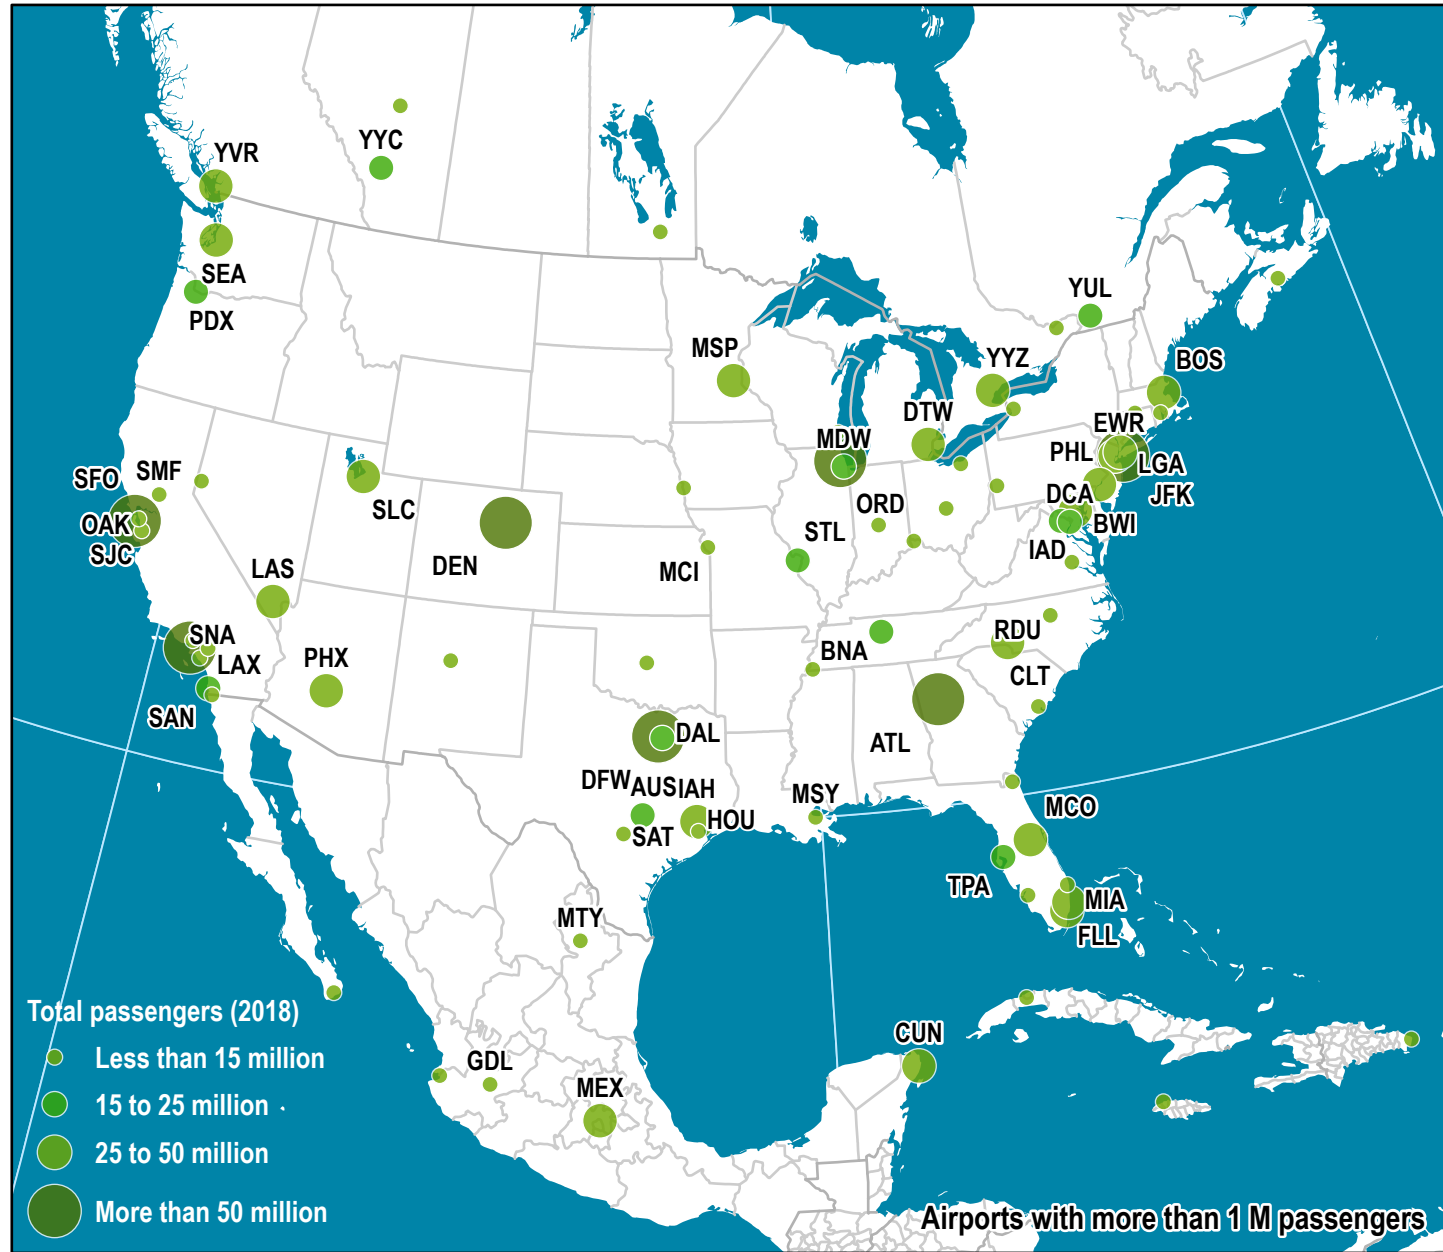 YVR
YYC
SEA
PDX
YUL
MSP
YYZ
BOS
DTW
EWR
MDW
PHL
LGA
SFO
SMF
JFK
SLC
ORD
DCA
OAK
BWI
STL
SJC
IAD
DEN
MCI
LAS
SNA
RDU
BNA
PHX
LAX
CLT
SAN
DAL
ATL
DFW
AUS
IAH
MSY
MCO
HOU
SAT
TPA
MIA
MTY
FLL
CUN
GDL
MEX
Total passengers (2018)
Less than 15 million
15 to 25 million
25 to 50 million
More than 50 million
Airports with more than 1 M passengers